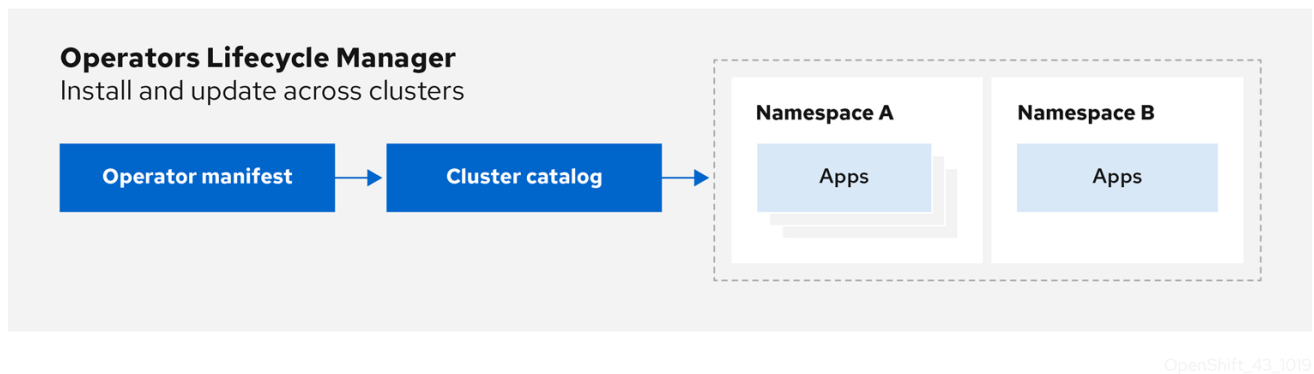 Operators Lifecycle Manager
Install and update across clusters
Operator manifest
Cluster catalog
Namespace A
Apps
Namespace B
Apps
OpenShift_43_1019